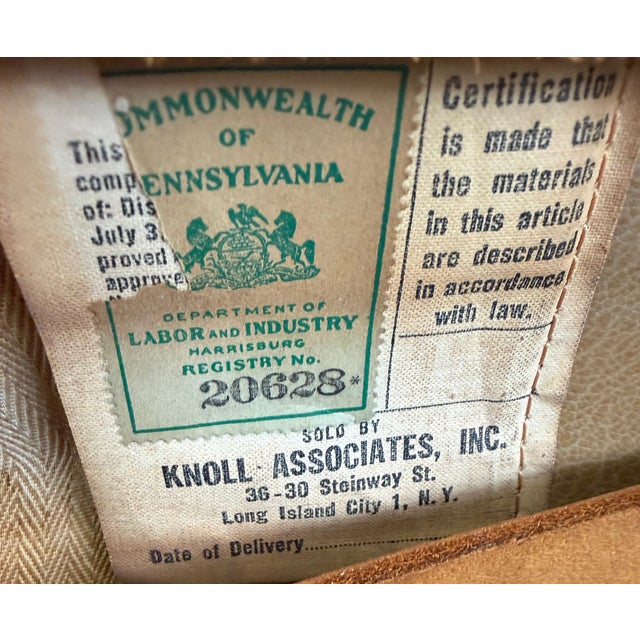 This
comp
of: Dis
July 3
proved
approve
OMMONWEALTH
OF
ENNSYLVANIA
DEPARTMENT OF
LABOR AND INDUSTRY
HARRISBURG
REGISTRY No.
20628*
Certification
is made that
the materials
in this article
are described
in accordance
with law.
SOLD BY
KNOLL ASSOCIATES, INC.
36-30 Steinway St.
Long Island City 1, N. Y.
Date of Delivery